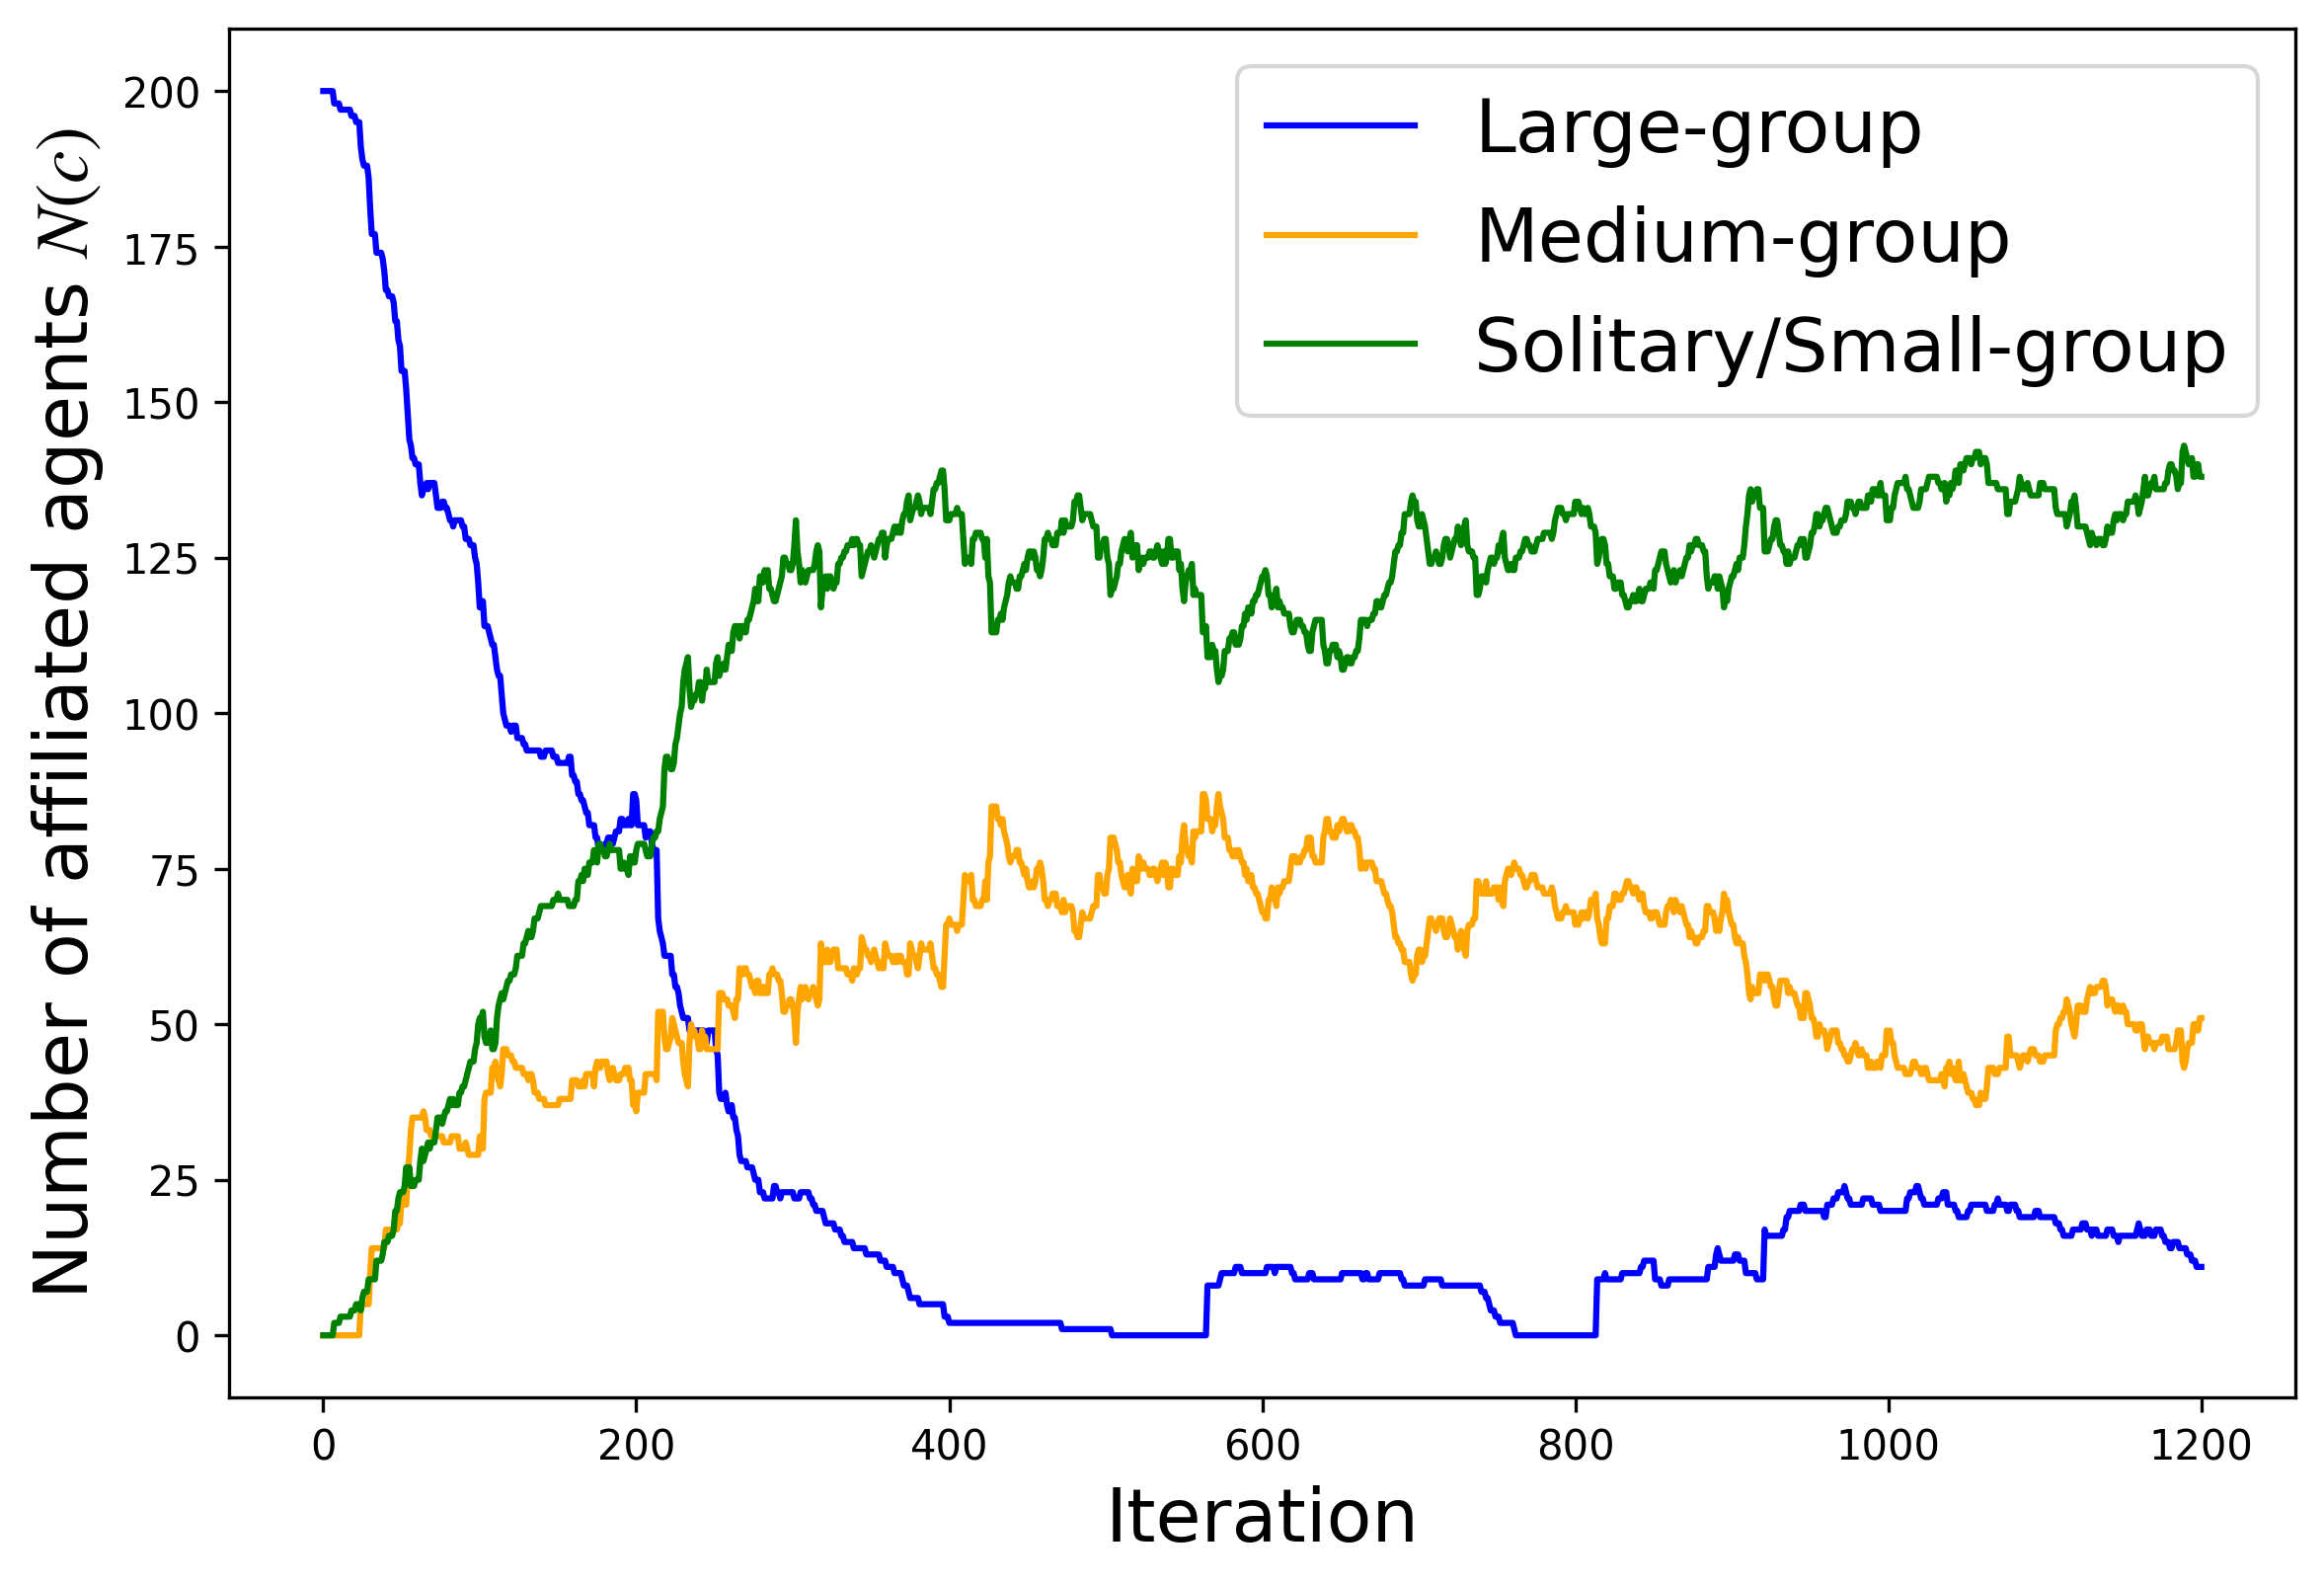 Number of affiliated agents N(c)
200
175
150
125
100
75
50
25
0
Large-group
Medium-group
Solitary/Small-group
0 200 400 600 800 1000 1200
Iteration